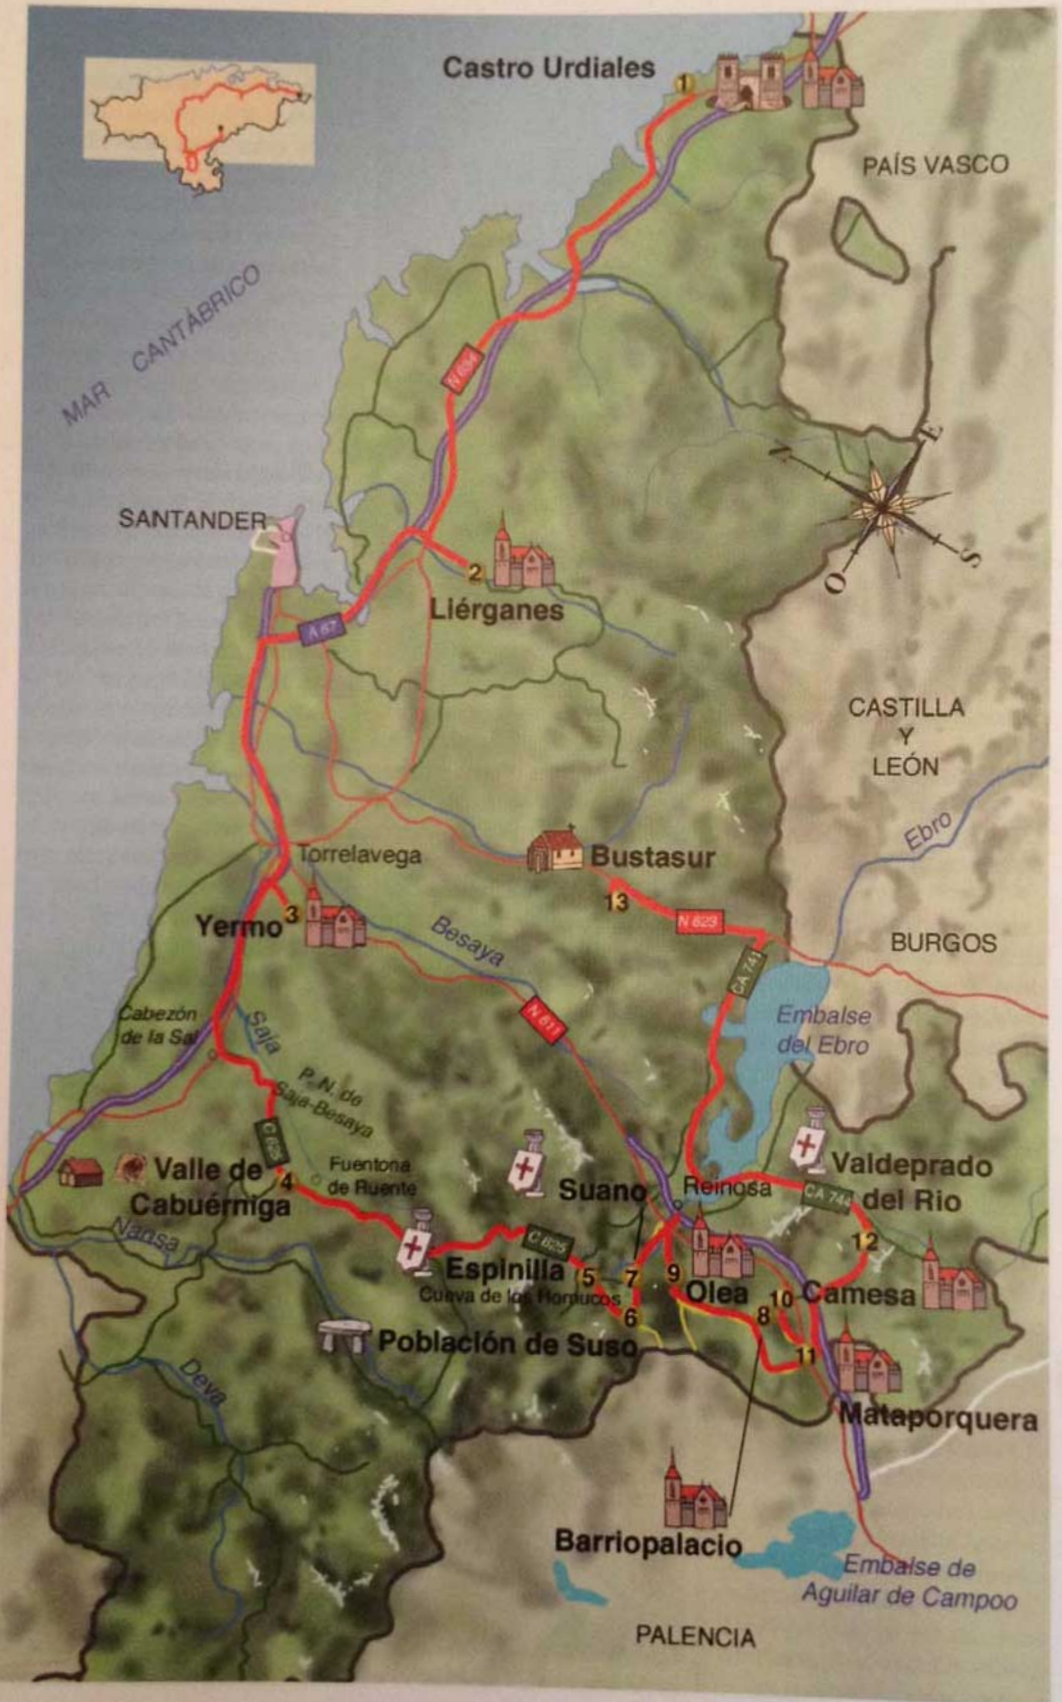 Castro Urdiales
1
PAÍS VASCO
MAR CANTÁBRICO
N 634
E
N
S
O
SANTANDER
2
Liérganes
A 67
CASTILLA
Y
LEÓN
Ebro
Torrelavega
Bustasur
13
N 623
Yermo
3
Besaya
BURGOS
CA 741
Cabezón
de la Sal
Saja
N 611
Embalse
del Ebro
P. N. de
Saja-Besaya
C 625
Valle de
Cabuérniga
4
Fuentona
de Ruente
Suano
Reinosa
Valdeprado
del Rio
CA 744
12
Nansa
C 625
Espinilla
5
7
9
Olea
10
Camesa
Cueva de los Hornucos
6
8
Población de Suso
11
Deva
Mataporquera
Barriopalacio
Embalse de
Aguilar de Campoo
PALENCIA